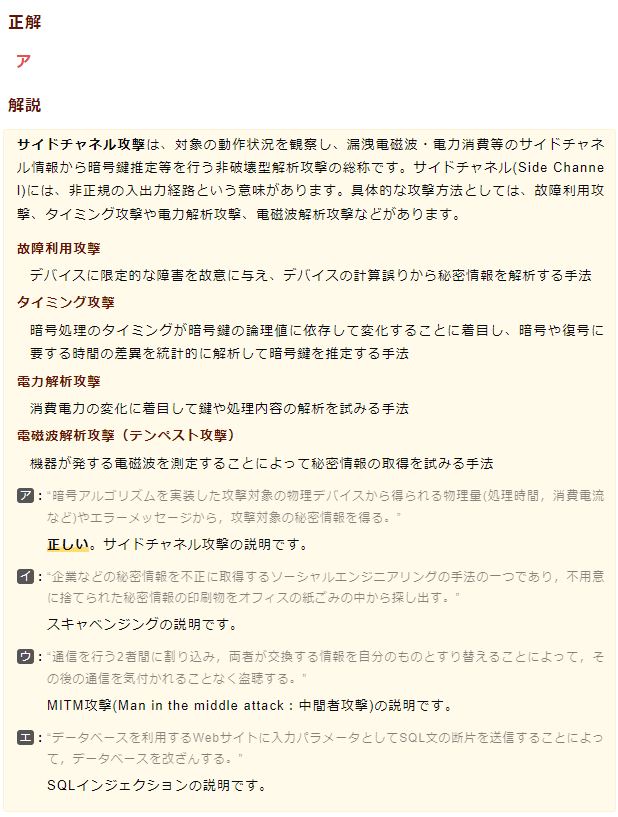 正解
ア
解説
サイドチャネル攻撃は、対象の動作状況を観察し、漏洩電磁波・電力消費等のサイドチャネ
ル情報から暗号鍵推定等を行う非破壊型解析攻撃の総称です。サイドチャネル(Side Channe
l)には、非正規の入出力経路という意味があります。具体的な攻撃方法としては、故障利用攻
撃、タイミング攻撃や電力解析攻撃、電磁波解析攻撃などがあります。
故障利用攻撃
デバイスに限定的な障害を故意に与え、デバイスの計算誤りから秘密情報を解析する手法
タイミング攻撃
暗号処理のタイミングが暗号鍵の論理値に依存して変化することに着目し、暗号や復号に
要する時間の差異を統計的に解析して暗号鍵を推定する手法
電力解析攻撃
消費電力の変化に着目して鍵や処理内容の解析を試みる手法
電磁波解析攻撃（テンペスト攻撃）
機器が発する電磁波を測定することによって秘密情報の取得を試みる手法
ア：“暗号アルゴリズムを実装した攻撃対象の物理デバイスから得られる物理量(処理時間，消費電流
など)やエラーメッセージから，攻撃対象の秘密情報を得る。”
正しい。サイドチャネル攻撃の説明です。
イ：“企業などの秘密情報を不正に取得するソーシャルエンジニアリングの手法の一つであり，不用意
に捨てられた秘密情報の印刷物をオフィスの紙ごみの中から探し出す。”
スキャベンジングの説明です。
ウ：“通信を行う2者間に割り込み，両者が交換する情報を自分のものとすり替えることによって，そ
の後の通信を気付かれることなく盗聴する。”
MITM攻撃(Man in the middle attack：中間者攻撃)の説明です。
エ：“データベースを利用するWebサイトに入力パラメータとしてSQL文の断片を送信することによっ
て，データベースを改ざんする。”
SQLインジェクションの説明です。